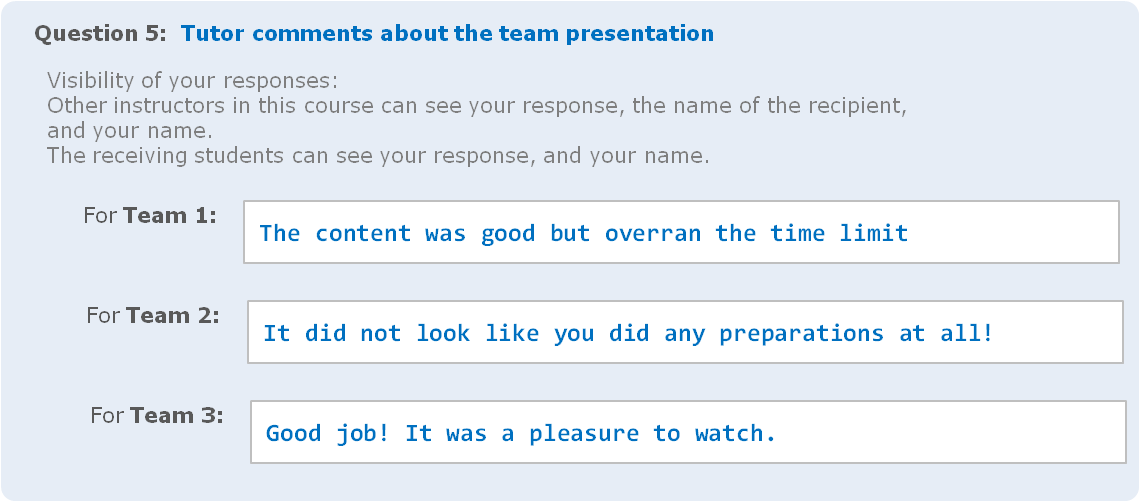 Question 5: Tutor comments about the team presentation
Visibility of your responses:
Other instructors in this course can see your response, the name of the recipient,
and your name.
The receiving students can see your response, and your name.
For Team 1: The content was good but overran the time limit
For Team 2: It did not look like you did any preparations at all!
For Team 3: Good job! It was a pleasure to watch.